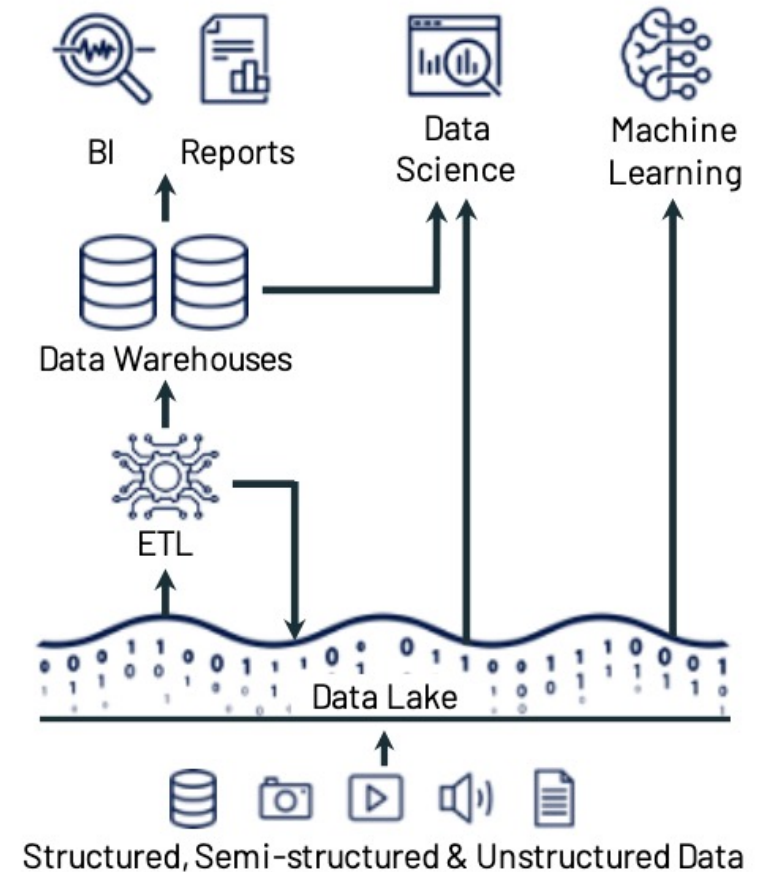 BI
Reports
Data
Science
Machine
Learning
Data Warehouses
ETL
Data Lake
Structured, Semi-structured & Unstructured Data